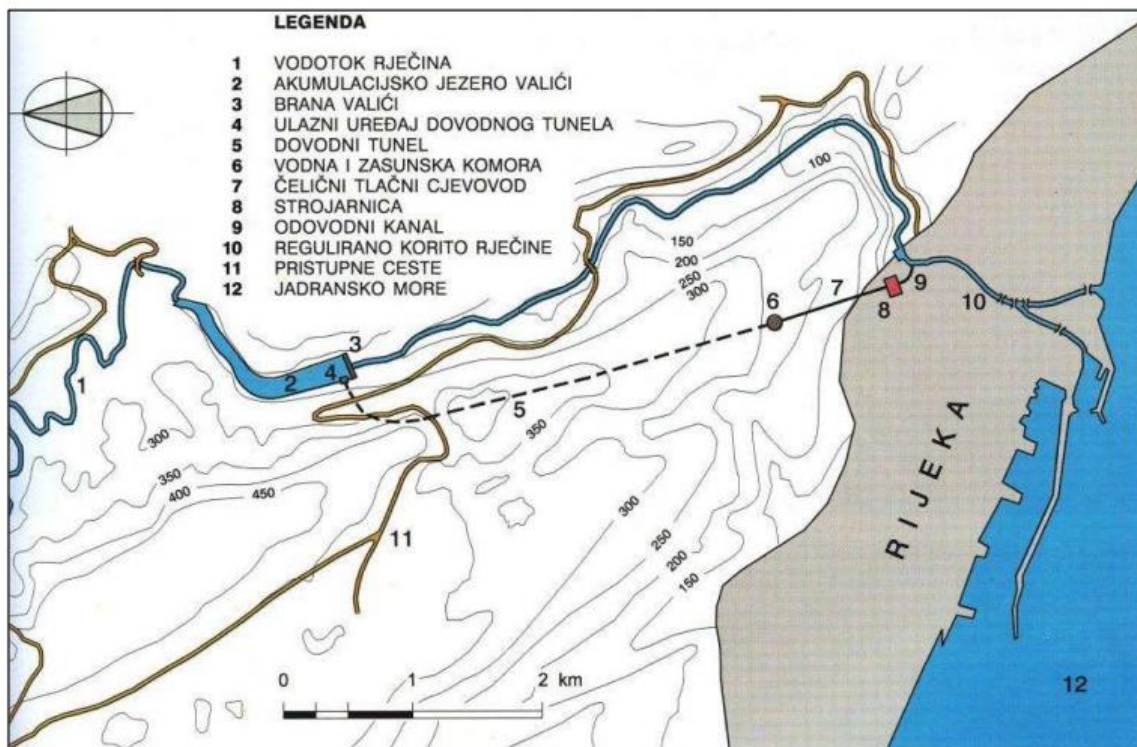 LEGENDA
1 VODOTOK RJEČINA
2 AKUMULACIJSKO JEZERO VALIĆI
3 BRANA VALIĆI
4 ULAZNI UREĐAJ DOVODNOG TUNELA
5 DOVODNI TUNEL
6 VODNA I ZASUNSKA KOMORA
7 ČELIČNI TLAČNI CJEVOVOD
8 STROJARNICA
9 ODOVODNI KANAL
10 REGULIRANO KORITO RJEČINE
11 PRISTUPNE CESTE
12 JADRANSKO MORE
100
150
200
250
300
6
7
8
9
10
3
4
2
1
5
350
300
350
400
450
11
300
250
200
150
RIJEKA
12
0 1 2 km